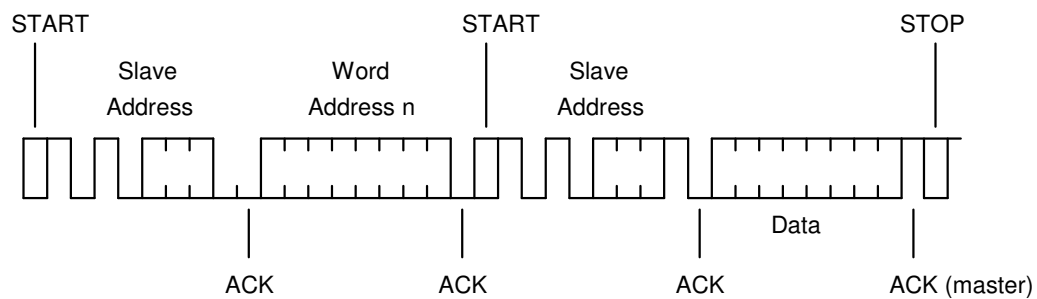 START START STOP
Slave Word Slave
Address Address n Address
Data
ACK ACK ACK ACK (master)